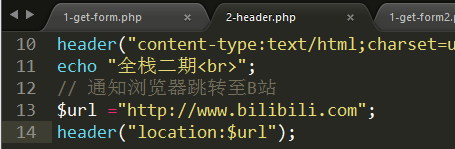 1-get-form.php × 2-header.php × 1-get-form2.p
10 header("content-type:text/html;charset=u
11 echo "全栈二期<br>";
12 // 通知浏览器跳转至B站
13 $url ="http://www.bilibili.com";
14 header("location:$url");